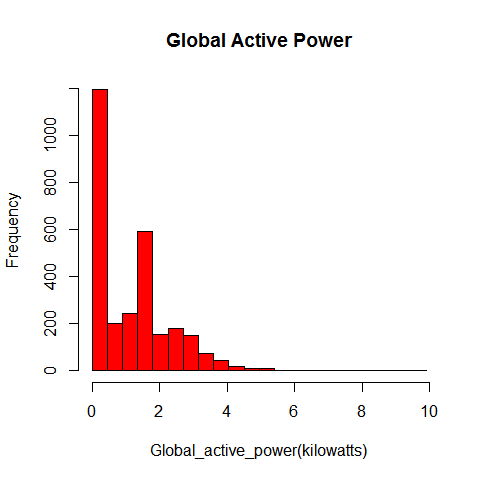 Global Active Power
Frequency
0 200 400 600 800 1000
0 2 4 6 8 10
Global_active_power(kilowatts)